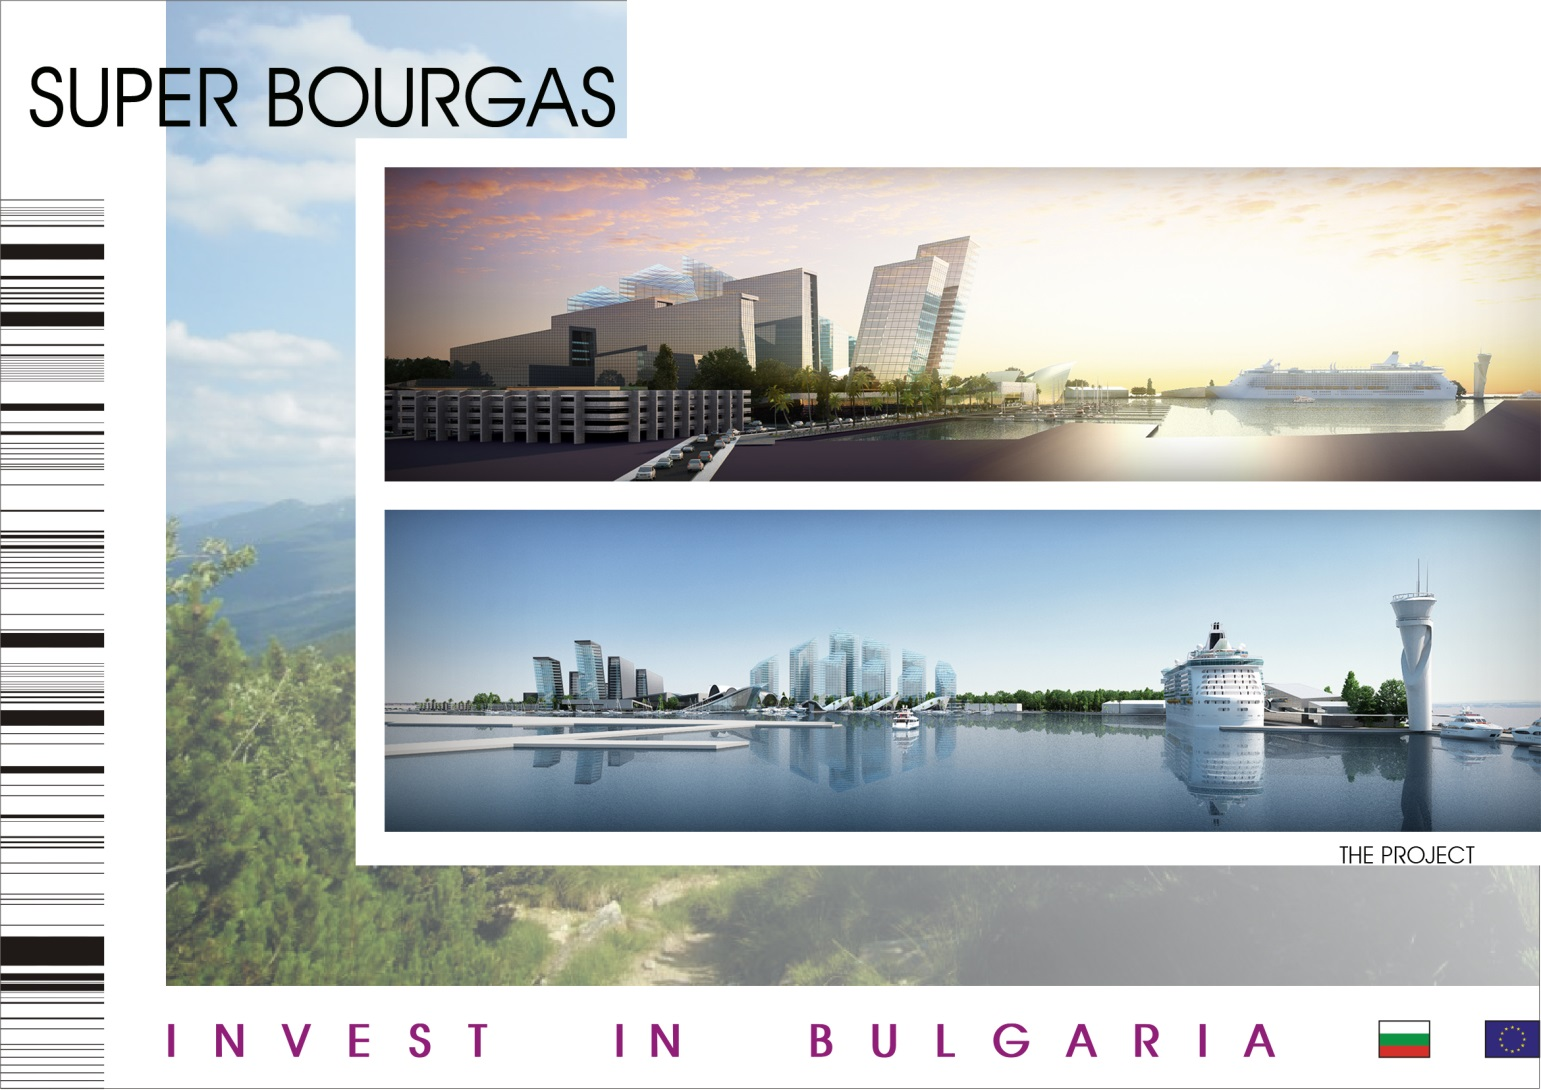 SUPER BOURGAS
THE PROJECT
INVEST IN BULGARIA